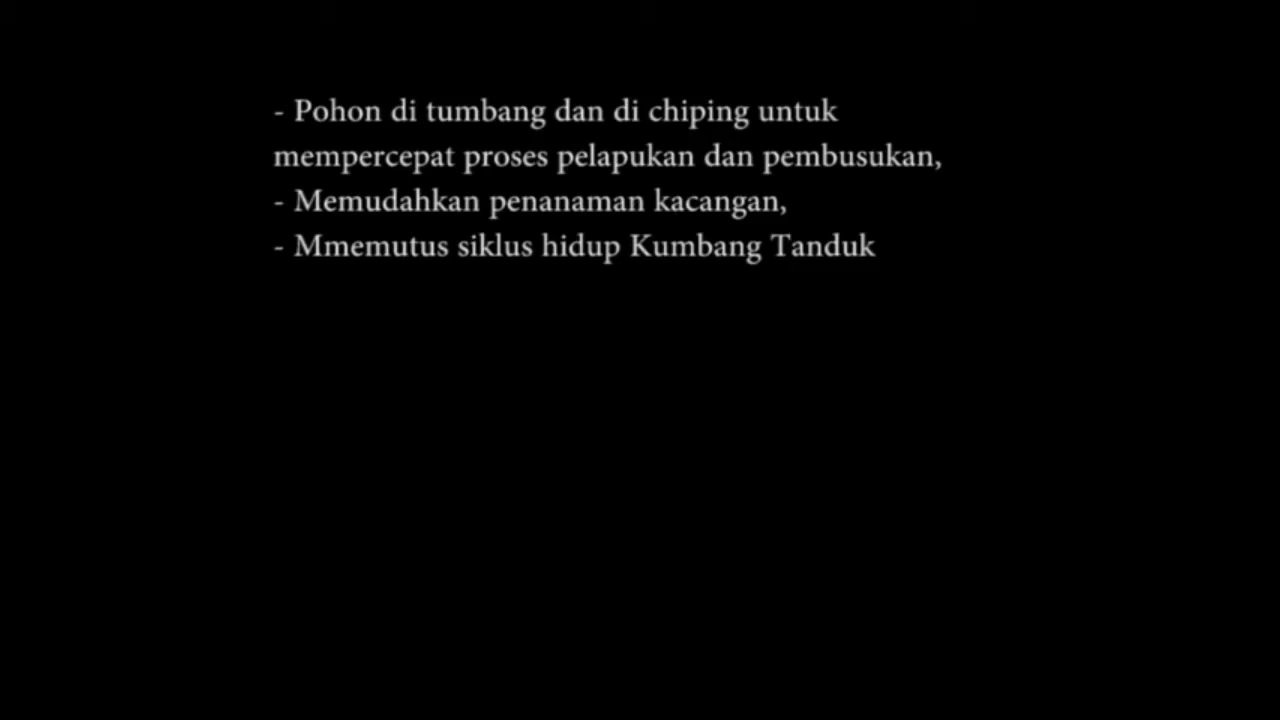 - Pohon di tumbang dan di chiping untuk
mempercepat proses pelapukan dan pembusukan,
- Memudahkan penanaman kacangan,
- Mmemutus siklus hidup Kumbang Tanduk